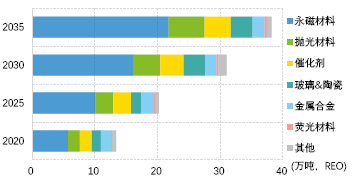 2035
2030
2025
2020
0
10
20
30
40
永磁材料
抛光材料
催化剂
玻璃&陶瓷
金属合金
荧光材料
其他
(万吨，REO)